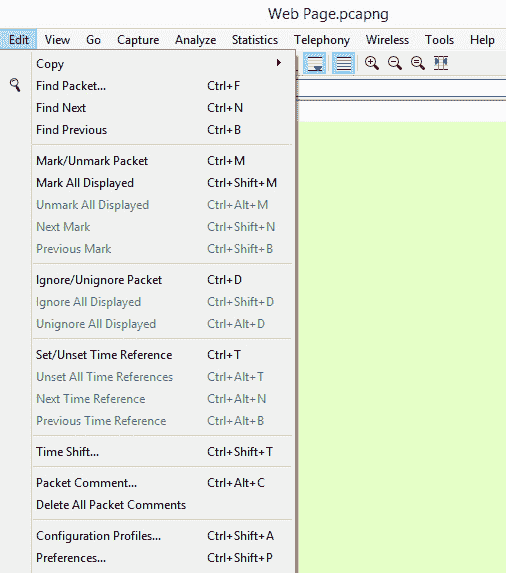 Web Page.pcapng
Edit View Go Capture Analyze Statistics Telephony Wireless Tools Help
Copy
Find Packet... Ctrl+F
Find Next Ctrl+N
Find Previous Ctrl+B
Mark/Unmark Packet Ctrl+M
Mark All Displayed Ctrl+Shift+M
Unmark All Displayed Ctrl+Alt+M
Next Mark Ctrl+Shift+N
Previous Mark Ctrl+Shift+B
Ignore/Unignore Packet Ctrl+D
Ignore All Displayed Ctrl+Shift+D
Unignore All Displayed Ctrl+Alt+D
Set/Unset Time Reference Ctrl+T
Unset All Time References Ctrl+Alt+T
Next Time Reference Ctrl+Alt+N
Previous Time Reference Ctrl+Alt+B
Time Shift... Ctrl+Shift+T
Packet Comment... Ctrl+Alt+C
Delete All Packet Comments
Configuration Profiles... Ctrl+Shift+A
Preferences... Ctrl+Shift+P